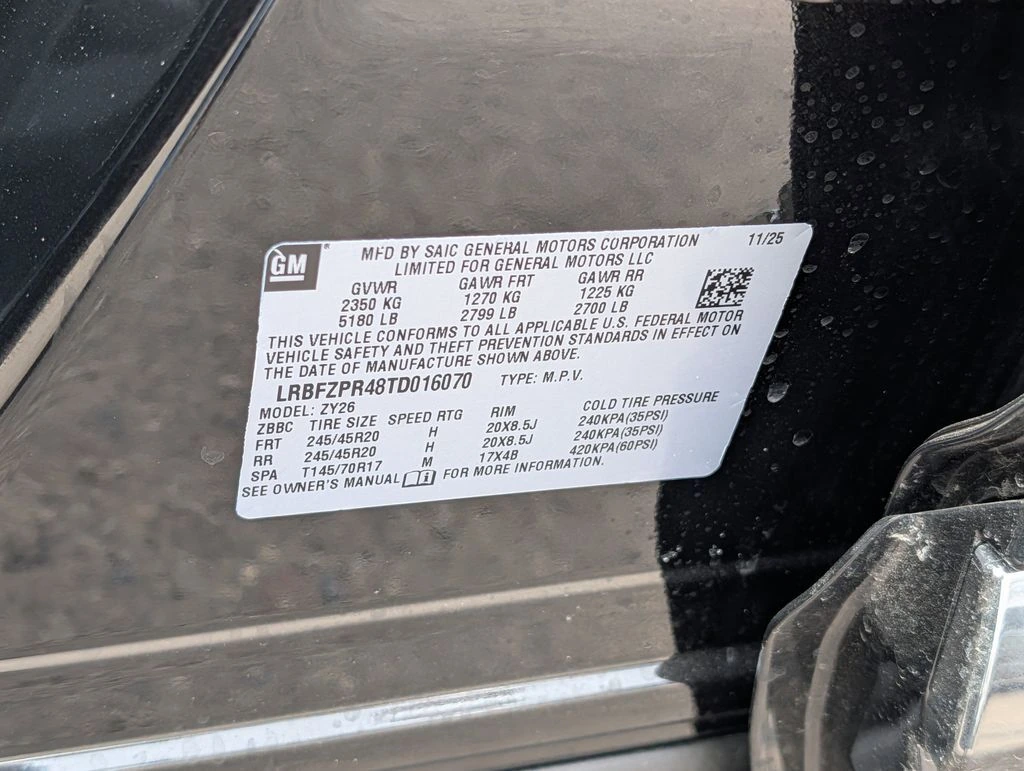 GM
MFD BY SAIC GENERAL MOTORS CORPORATION 11/25
LIMITED FOR GENERAL MOTORS LLC
GVWR GAWR FRT GAWR RR
2350 KG 1270 KG 1225 KG
5180 LB 2799 LB 2700 LB
THIS VEHICLE CONFORMS TO ALL APPLICABLE U.S. FEDERAL MOTOR
VEHICLE SAFETY AND THEFT PREVENTION STANDARDS IN EFFECT ON
THE DATE OF MANUFACTURE SHOWN ABOVE.
LRBFZPR48TD016070 TYPE: M.P.V.
MODEL: ZY26
ZBBC TIRE SIZE SPEED RTG RIM COLD TIRE PRESSURE
FRT 245/45R20 H 20X8.5J 240KPA(35PSI)
RR 245/45R20 H 20X8.5J 240KPA(35PSI)
SPA T145/70R17 M 17X4B 420KPA(60PSI)
SEE OWNER'S MANUAL FOR MORE INFORMATION.